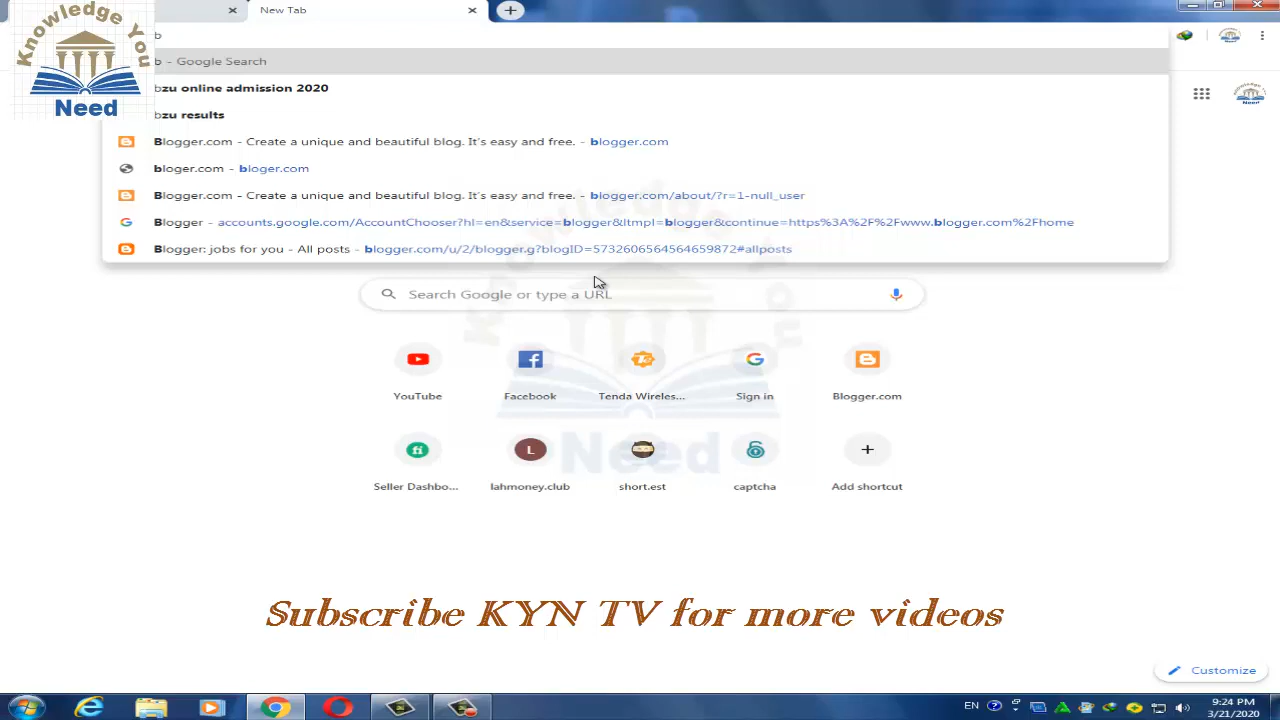 Knowledge You
Need
New Tab
b
b - Google Search
bzu online admission 2020
bzu results
Blogger.com - Create a unique and beautiful blog. It's easy and free. - blogger.com
bloger.com - bloger.com
Blogger.com - Create a unique and beautiful blog. It's easy and free. - blogger.com/about/?r=1-null_user
Blogger - accounts.google.com/AccountChooser?hl=en&service=blogger&ltmpl=blogger&continue=https%3A%2F%2Fwww.blogger.com%2Fhome
Blogger: jobs for you - All posts - blogger.com/u/2/blogger.g?blogID=5732606564564659872#allposts
Search Google or type a URL
YouTube
Facebook
Tenda Wireles...
Sign in
Blogger.com
fi
L
Seller Dashbo...
lahmoney.club
short.est
captcha
Add shortcut
Need
Subscribe KYN TV for more videos
Customize
EN
9:24 PM
3/21/2020